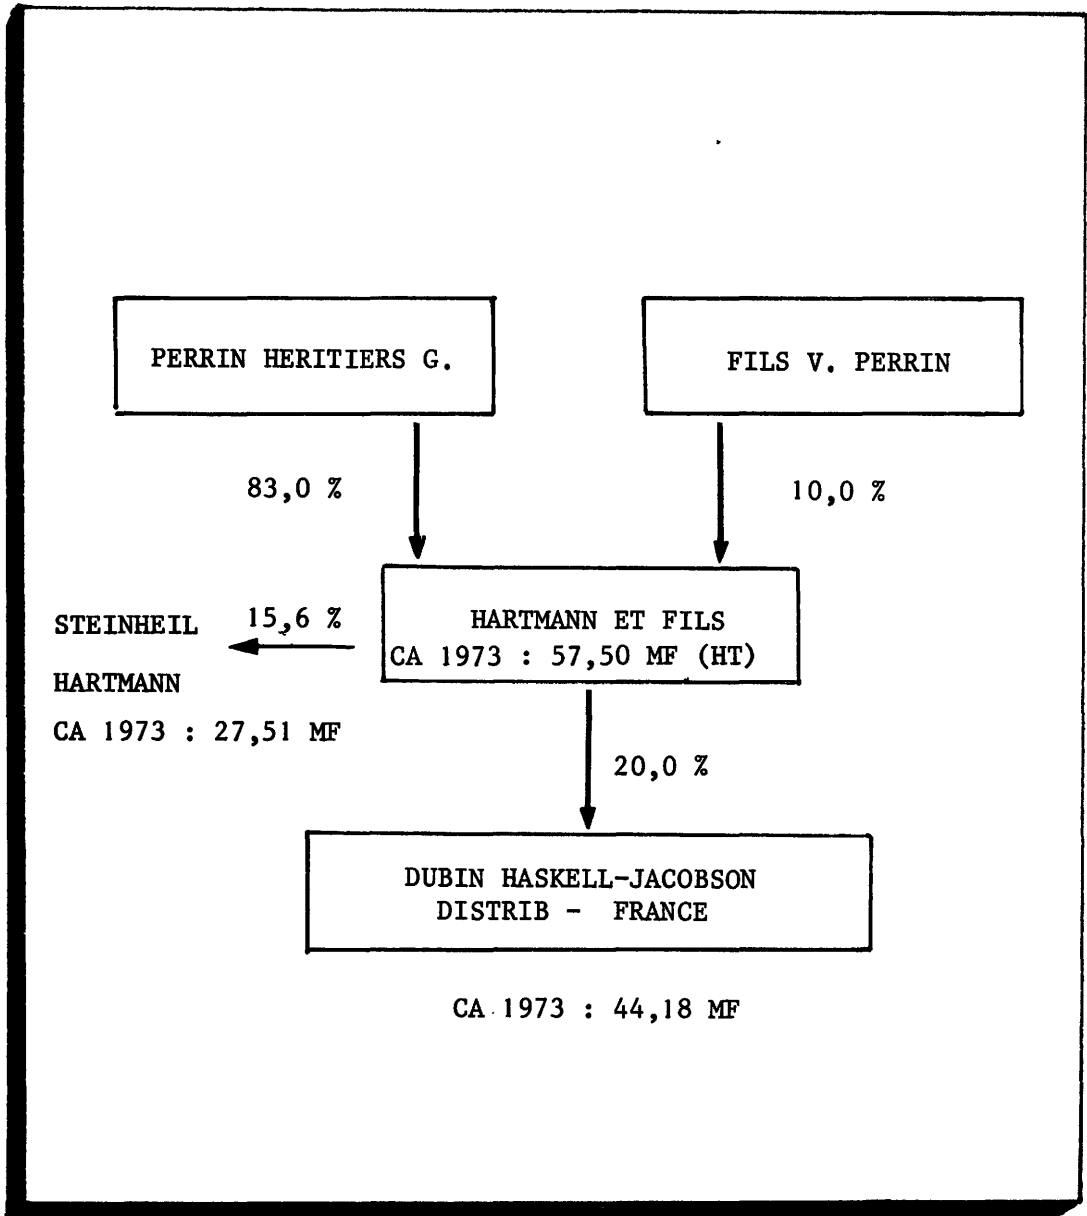 PERRIN HERITIERS G.
FILS V. PERRIN
83,0 %
10,0 %
STEINHEIL
HARTMANN
CA 1973 : 27,51 MF
15,6 %
HARTMANN ET FILS
CA 1973 : 57,50 MF (HT)
20,0 %
DUBIN HASKELL-JACOBSON
DISTRIB - FRANCE
CA 1973 : 44,18 MF